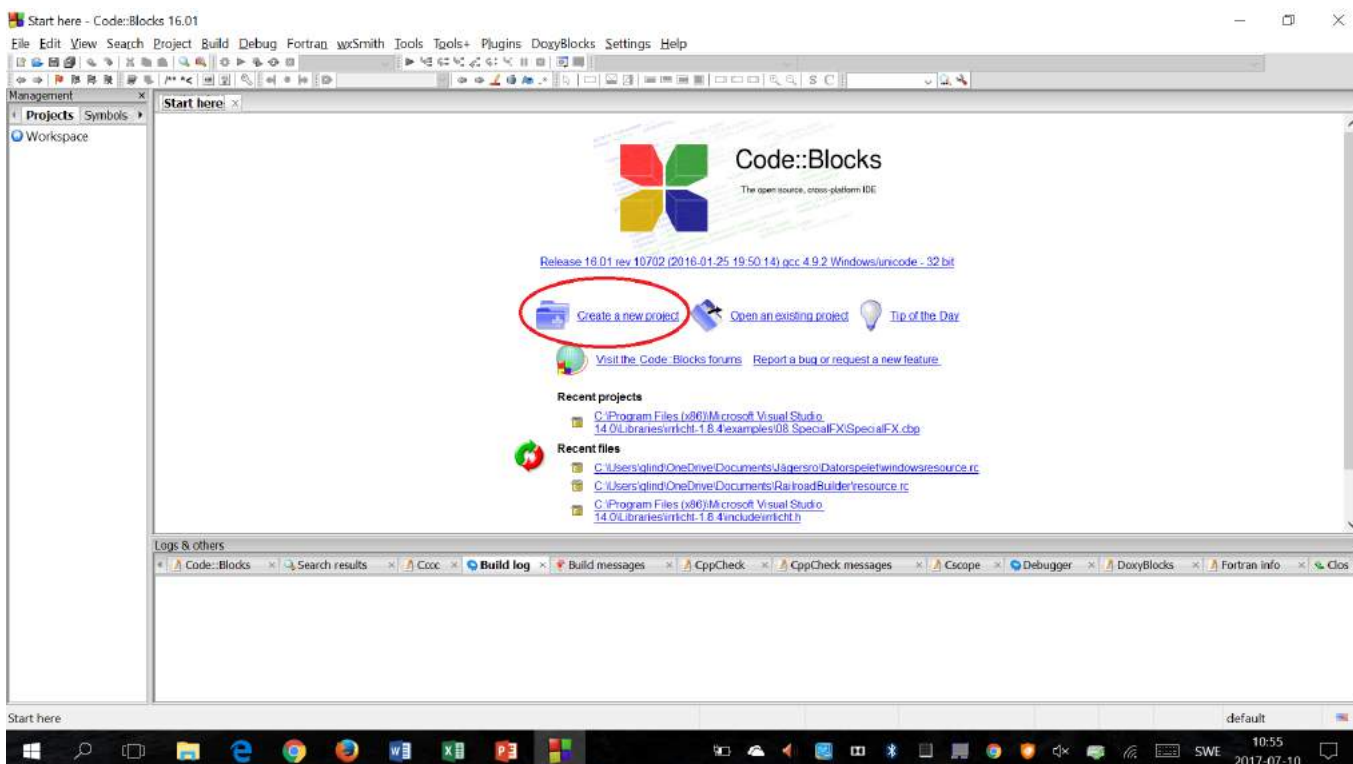 Start here - Code::Blocks 16.01
File Edit View Search Project Build Debug Fortran wxSmith Tools Tools+ Plugins DoxyBlocks Settings Help
Management
Start here
Projects Symbols
Workspace
Code::Blocks
The open source, cross-platform IDE
Release 16.01 rev 10702 (2016-01-25 19:50:14) gcc 4.9.2 Windows/unicode - 32 bit
Create a new project Open an existing project Tip of the Day
Visit the Code::Blocks forums Report a bug or request a new feature
Recent projects
C:\Program Files (x86)\Microsoft Visual Studio
14.0\Libraries\irrlicht-1.8.4\examples\08.SpecialFX\SpecialFX.cbp
Recent files
C:\Users\glind\OneDrive\Documents\Jägersro\Datorspelet\windowsresource.rc
C:\Users\glind\OneDrive\Documents\RailroadBuilder\resource.rc
C:\Program Files (x86)\Microsoft Visual Studio
14.0\Libraries\irrlicht-1.8.4\include\irrlicht.h
Logs & others
Code::Blocks Search results Cccc Build log Build messages CppCheck CppCheck messages Cscope Debugger DoxyBlocks Fortran info Clos
Start here default
SWE 10:55
2017-07-10